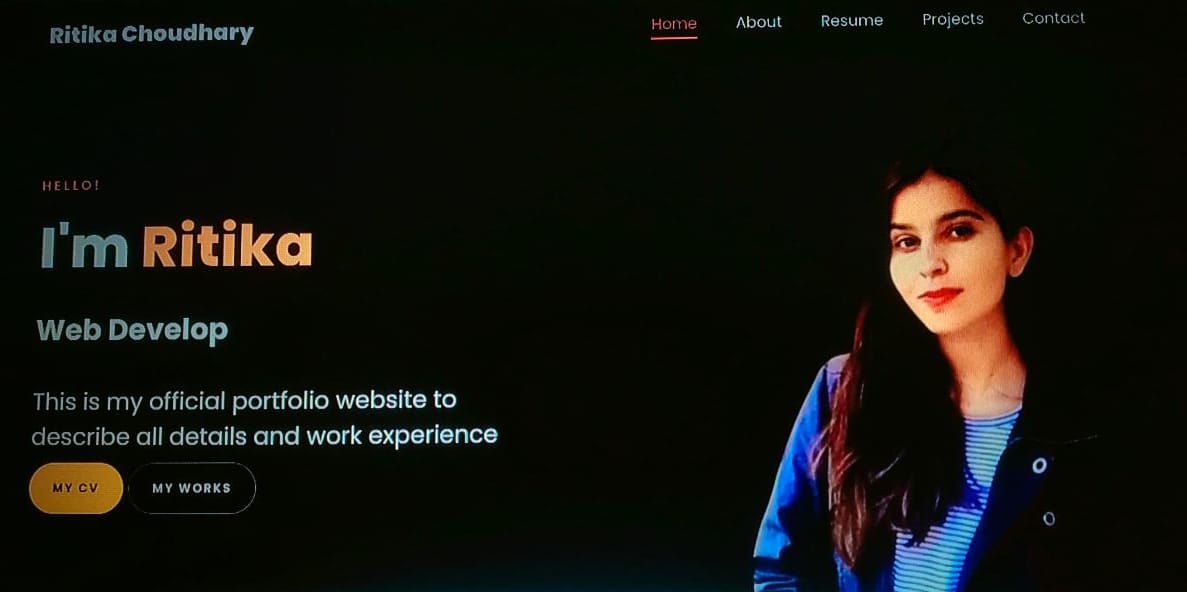 Ritika Choudhary
Home About Resume Projects Contact
HELLO!
I'm Ritika
Web Develop
This is my official portfolio website to
describe all details and work experience
MY CV MY WORKS